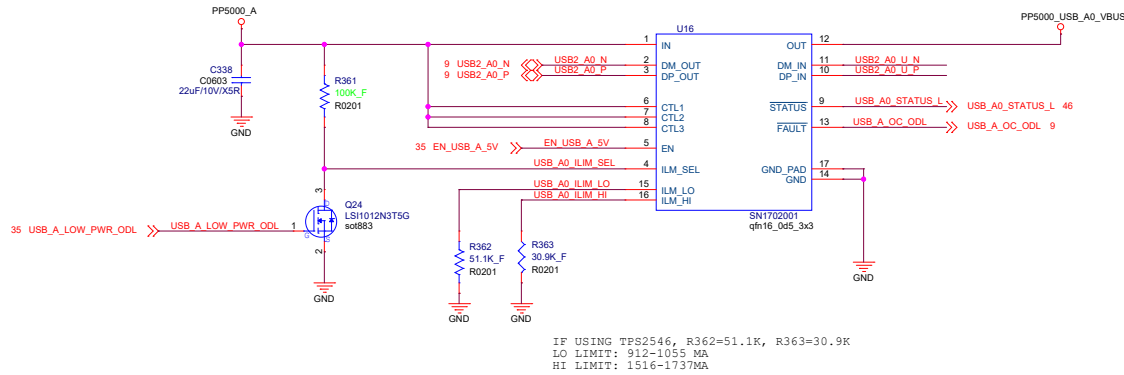 PP5000_A
PP5000_USB_A0_VBUS
U16
1 IN
OUT 12
C338
C0603
22uF/10V/X5R
GND
R361
100K_F
R0201
9 USB2_A0_N USB2_A0_N 2 DM_OUT
9 USB2_A0_P USB2_A0_P 3 DP_OUT
DM_IN 11 USB2_A0_U_N
DP_IN 10 USB2_A0_U_P
6 CTL1
7 CTL2
8 CTL3
STATUS 9 USB_A0_STATUS_L USB_A0_STATUS_L 46
FAULT 13 USB_A_OC_ODL USB_A_OC_ODL 9
35 EN_USB_A_5V EN_USB_A_5V 5 EN
USB_A0_ILIM_SEL 4 ILM_SEL
GND_PAD 17
GND 14
USB_A0_ILIM_LO 15 ILM_LO
USB_A0_ILIM_HI 16 ILM_HI
SN1702001
qfn16_0d5_3x3
GND
3
D
Q24
LSI1012N3T5G
sot883
35 USB_A_LOW_PWR_ODL USB_A_LOW_PWR_ODL 1
G
S
2
GND
R362
51.1K_F
R0201
GND
R363
30.9K_F
R0201
GND
IF USING TPS2546, R362=51.1K, R363=30.9K
LO LIMIT: 912-1055 MA
HI LIMIT: 1516-1737MA